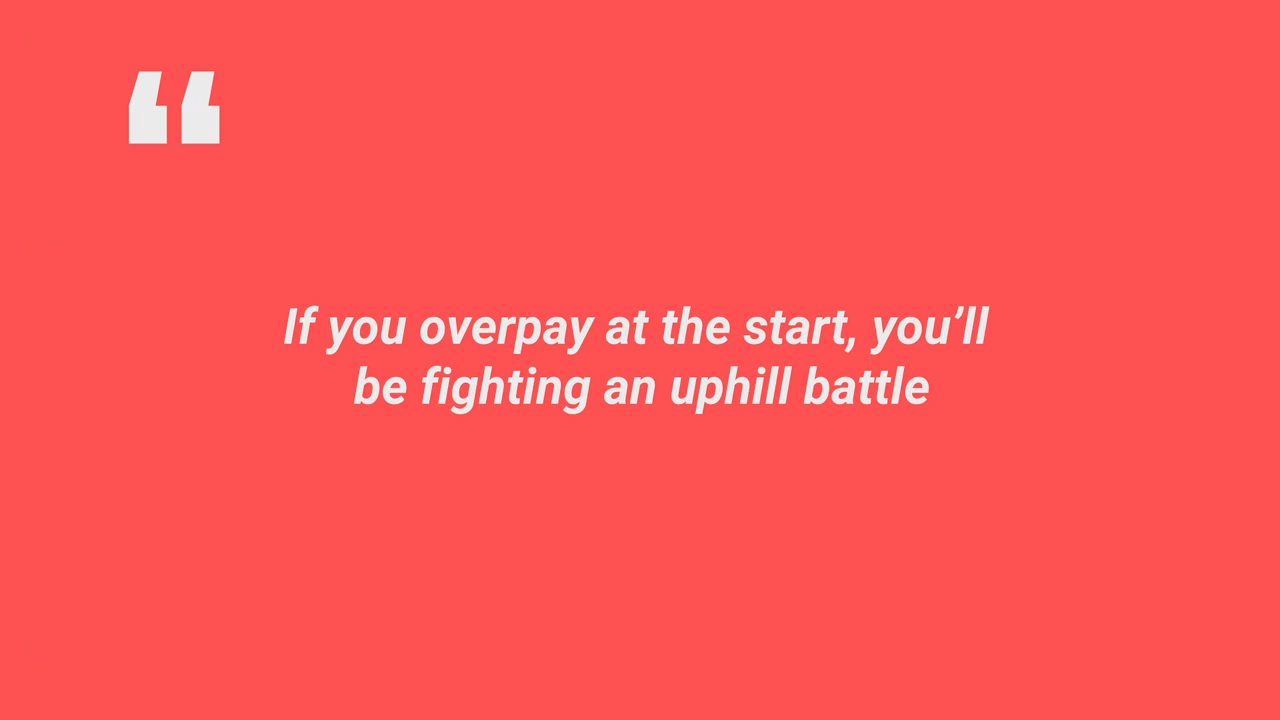 “
If you overpay at the start, you’ll
be fighting an uphill battle